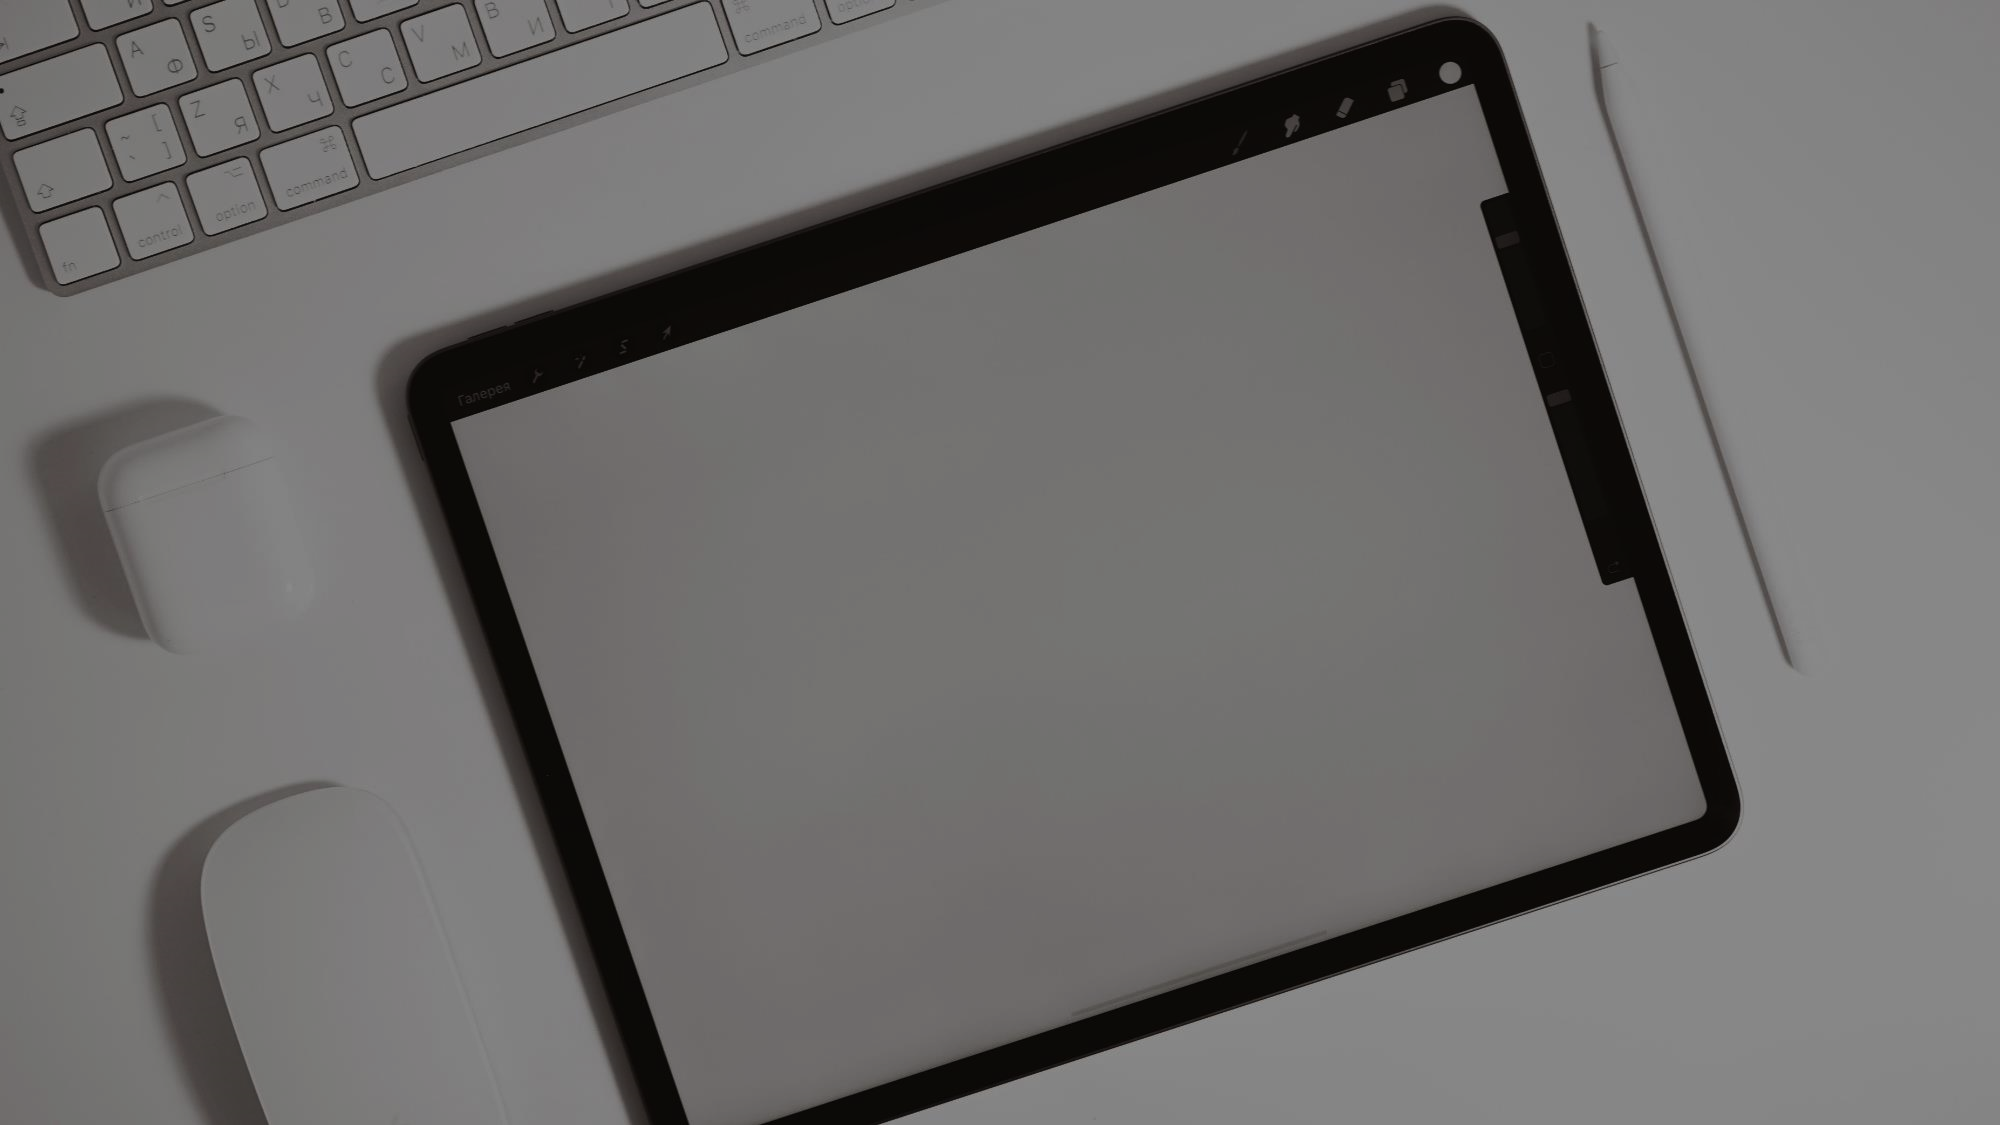 A Ф
S Ы
В
Z Я
X Ч
C С
V М
B И
~ [
` ]
fn
control
option
command
command
Галерея